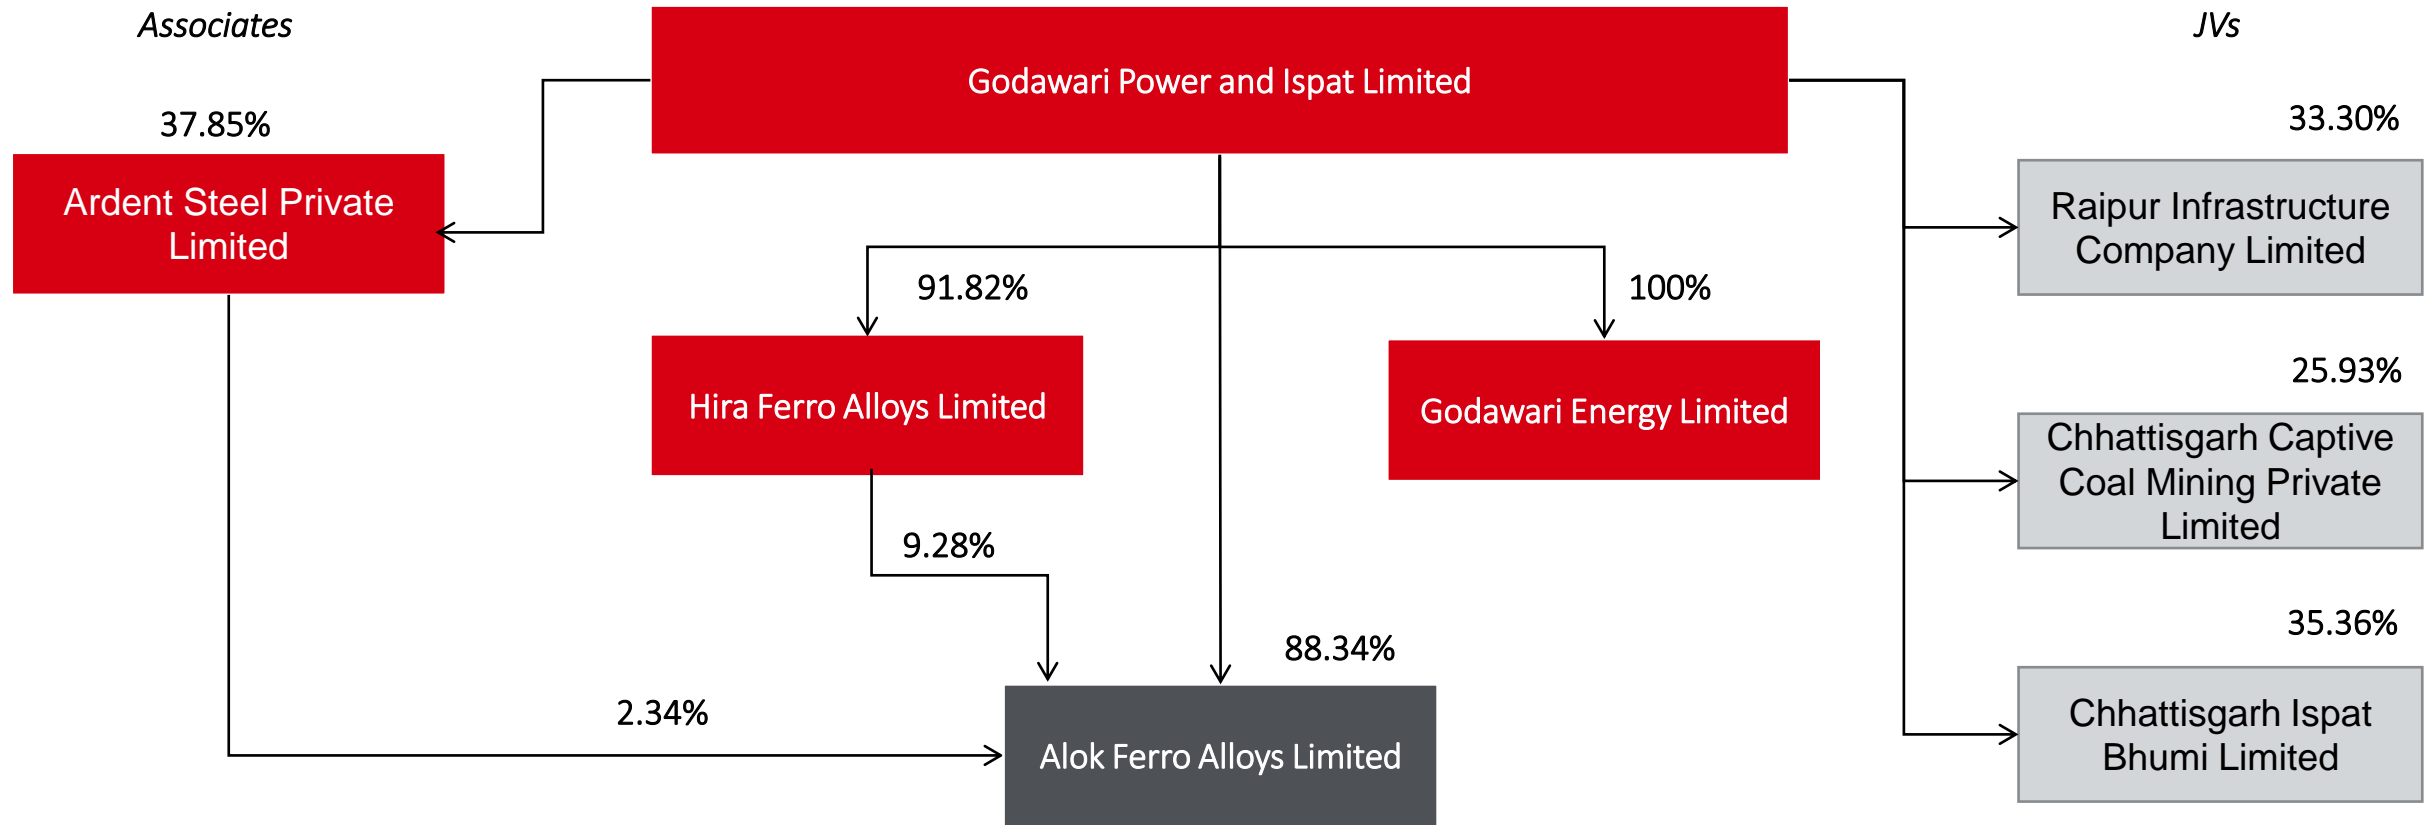 Associates
Godawari Power and Ispat Limited
JVs
37.85%
Ardent Steel Private
Limited
33.30%
Raipur Infrastructure
Company Limited
91.82%
100%
Hira Ferro Alloys Limited
Godawari Energy Limited
25.93%
Chhattisgarh Captive
Coal Mining Private
Limited
9.28%
88.34%
35.36%
2.34%
Alok Ferro Alloys Limited
Chhattisgarh Ispat
Bhumi Limited